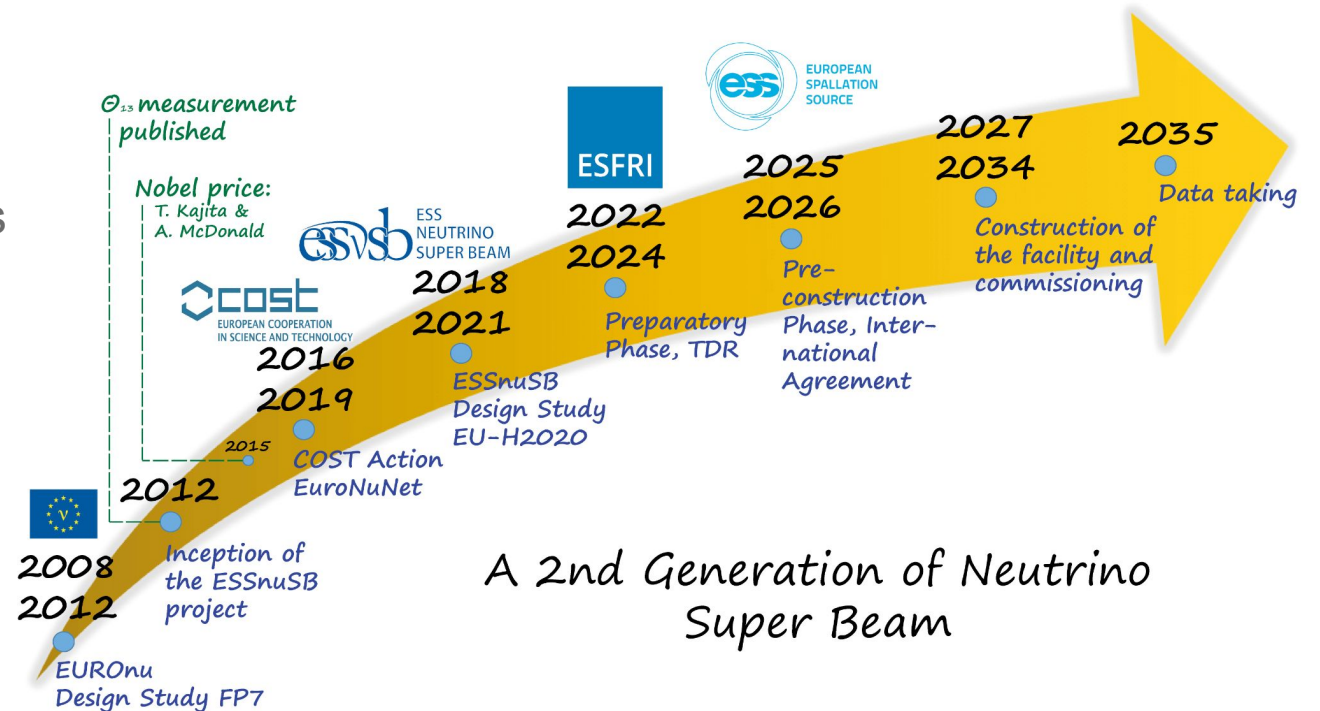 Θ₁₃ measurement
published
Nobel price:
T. Kajita &
A. McDonald
cost
EUROPEAN COOPERATION
IN SCIENCE AND TECHNOLOGY
essνsb
ESS
NEUTRINO
SUPER BEAM
ESFRI
ess
EUROPEAN
SPALLATION
SOURCE
ν
2008
2012
EUROnu
Design Study FP7
2012
Inception of
the ESSnuSB
project
2015
2016
2019
COST Action
EuroNuNet
2018
2021
ESSnuSB
Design Study
EU-H2020
2022
2024
Preparatory
Phase, TDR
2025
2026
Pre-
construction
Phase, Inter-
national
Agreement
2027
2034
Construction of
the facility and
commissioning
2035
Data taking
A 2nd Generation of Neutrino
Super Beam
s